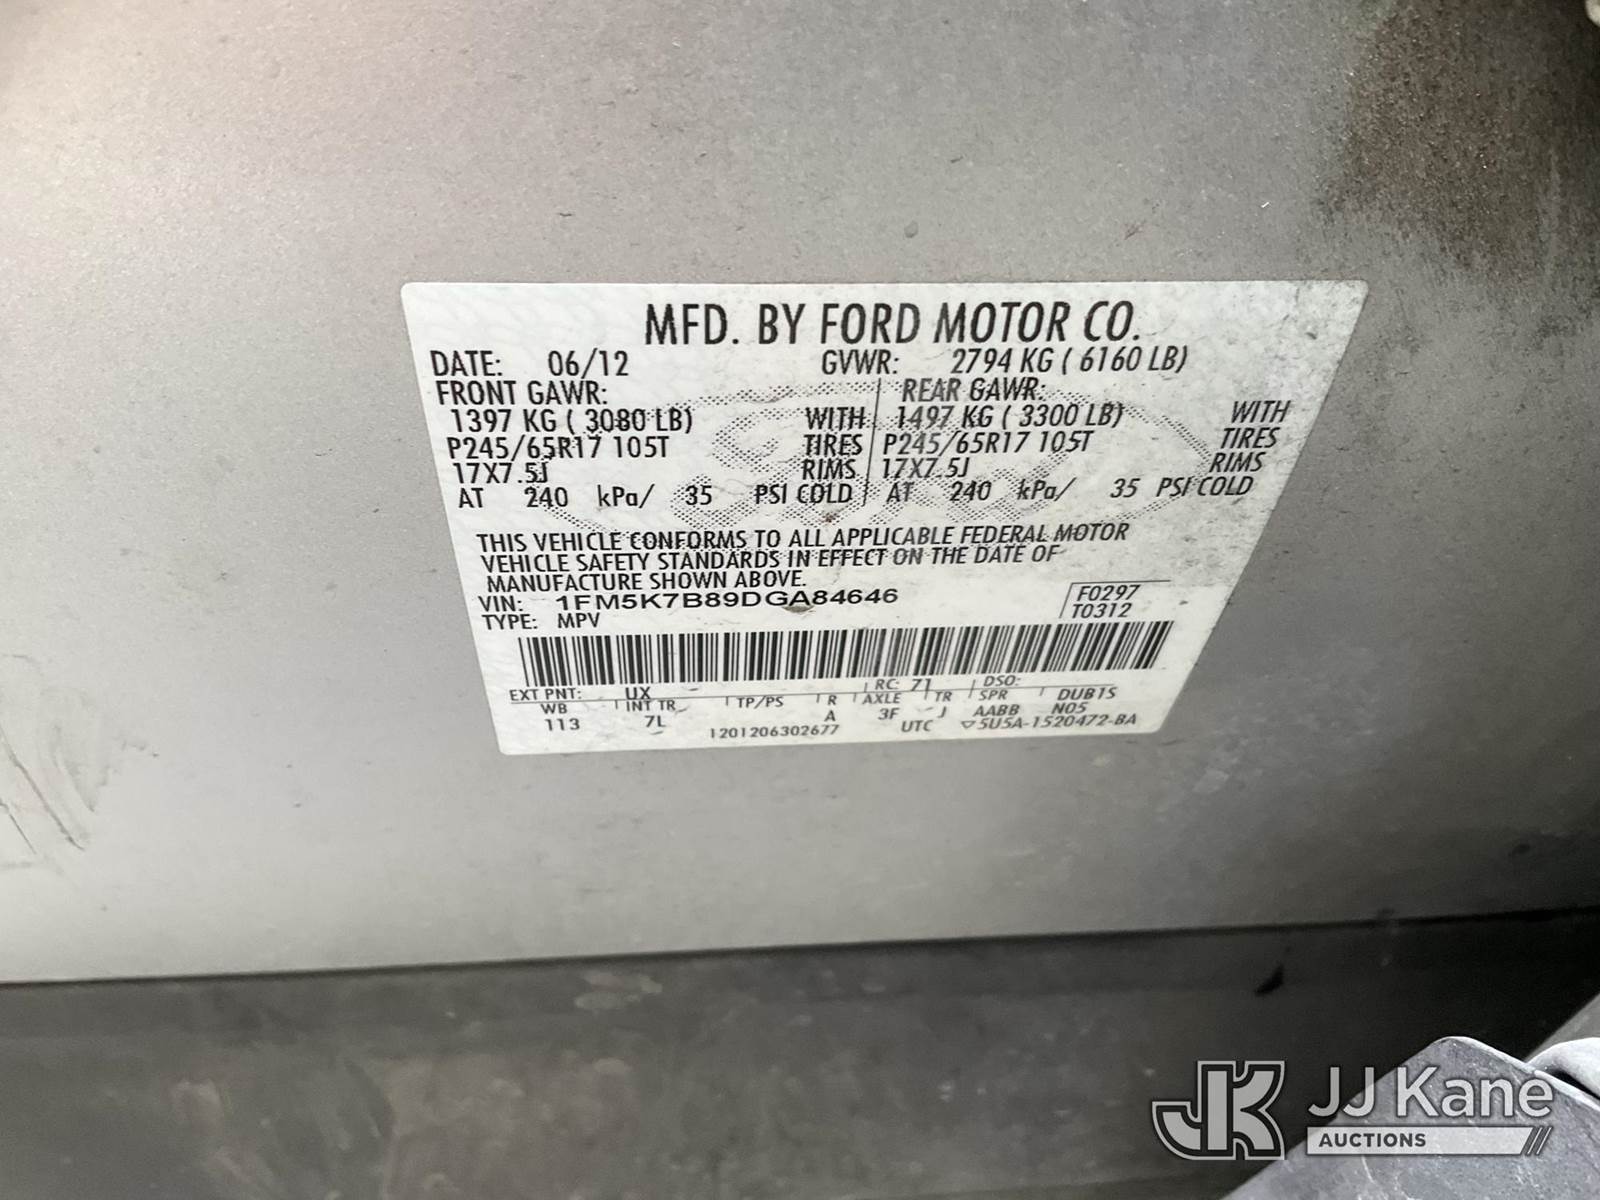 MFD. BY FORD MOTOR CO.
DATE: 06/12 GVWR: 2794 KG ( 6160 LB)
FRONT GAWR: REAR GAWR:
1397 KG ( 3080 LB) WITH 1497 KG ( 3300 LB) WITH
P245/65R17 105T TIRES P245/65R17 105T TIRES
17X7.5J RIMS 17X7.5J RIMS
AT 240 kPa/ 35 PSI COLD AT 240 kPa/ 35 PSI COLD
THIS VEHICLE CONFORMS TO ALL APPLICABLE FEDERAL MOTOR
VEHICLE SAFETY STANDARDS IN EFFECT ON THE DATE OF
MANUFACTURE SHOWN ABOVE.
VIN: 1FM5K7B89DGA84646 F0297
TYPE: MPV T0312
EXT PNT: UX RC: 71 DSO:
WB INT TR TP/PS R AXLE TR SPR DUB1S
113 7L A 3F J AABB N05
1201206302677 UTC ▽5U5A-1520472-BA
JK JJ Kane
AUCTIONS